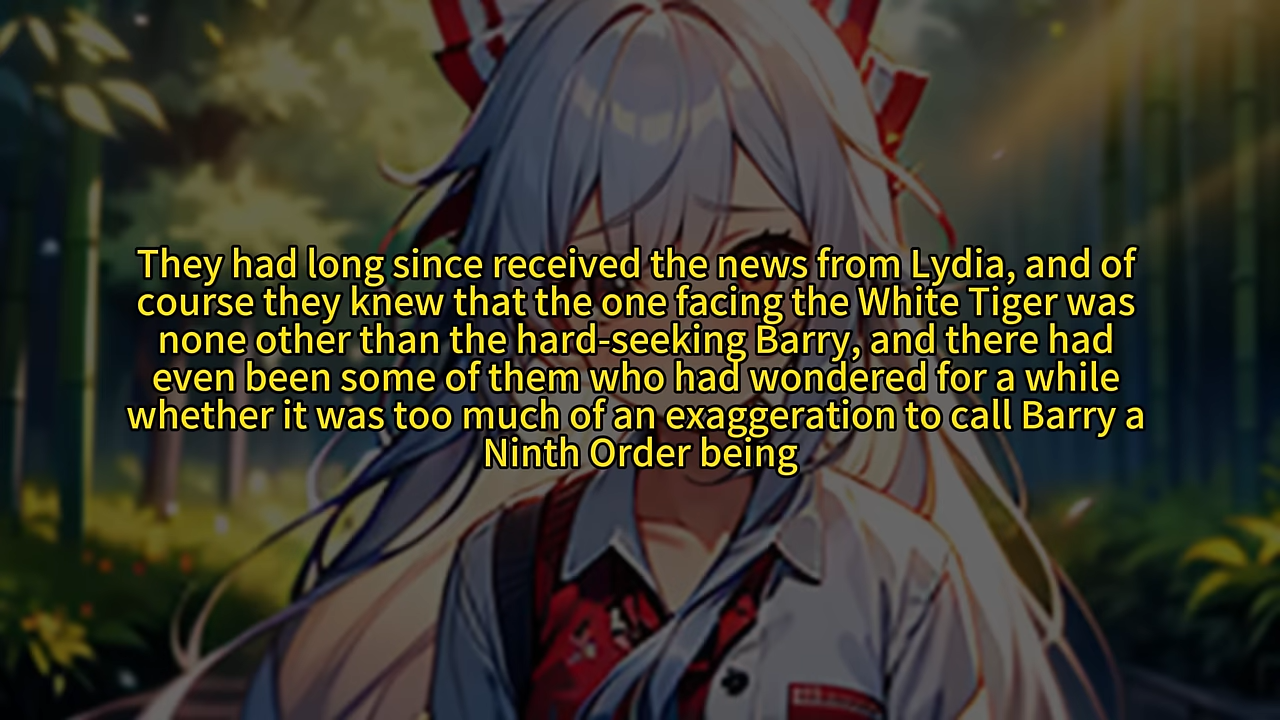 They had long since received the news from Lydia, and of
course they knew that the one facing the White Tiger was
none other than the hard-seeking Barry, and there had
even been some of them who had wondered for a while
whether it was too much of an exaggeration to call Barry a
Ninth Order being